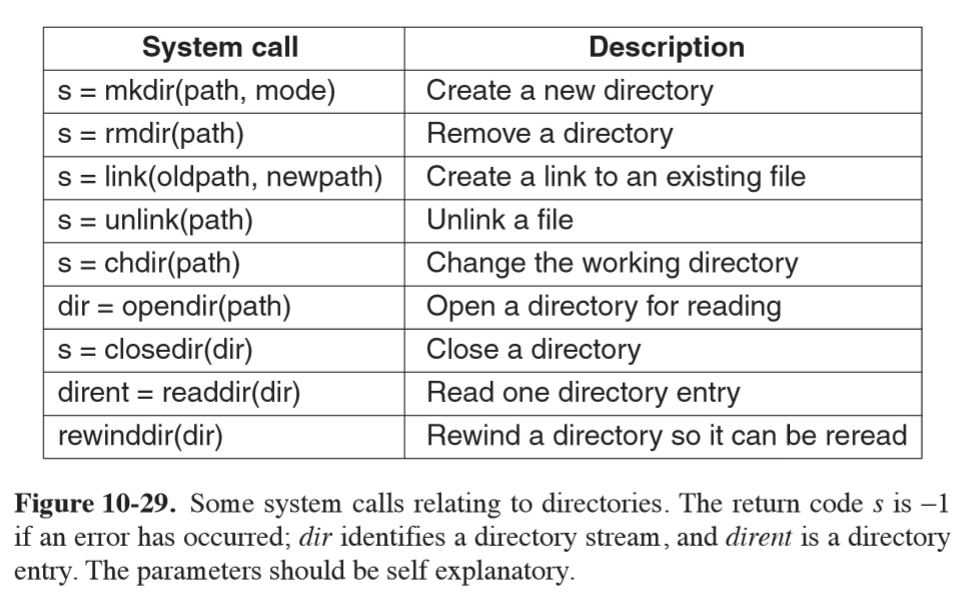 System call Description
s = mkdir(path, mode) Create a new directory
s = rmdir(path) Remove a directory
s = link(oldpath, newpath) Create a link to an existing file
s = unlink(path) Unlink a file
s = chdir(path) Change the working directory
dir = opendir(path) Open a directory for reading
s = closedir(dir) Close a directory
dirent = readdir(dir) Read one directory entry
rewinddir(dir) Rewind a directory so it can be reread
Figure 10-29. Some system calls relating to directories. The return code s is −1
if an error has occurred; dir identifies a directory stream, and dirent is a directory
entry. The parameters should be self explanatory.